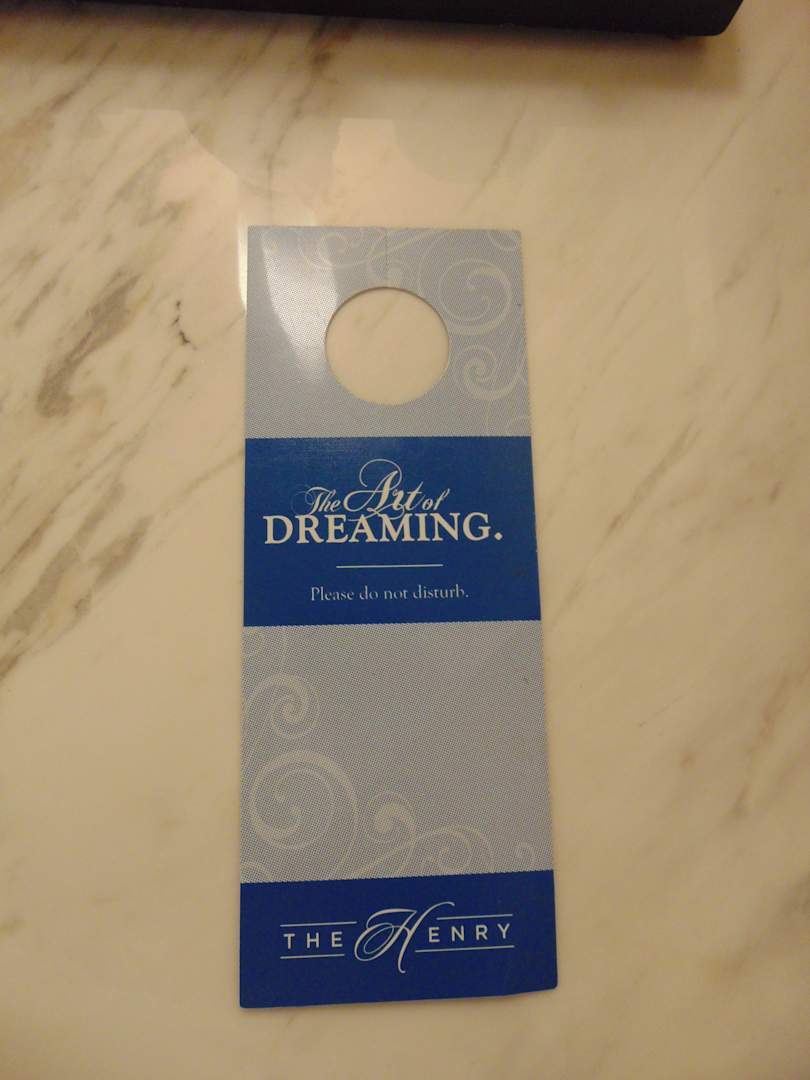 The Art of
DREAMING.
Please do not disturb.
THE HENRY